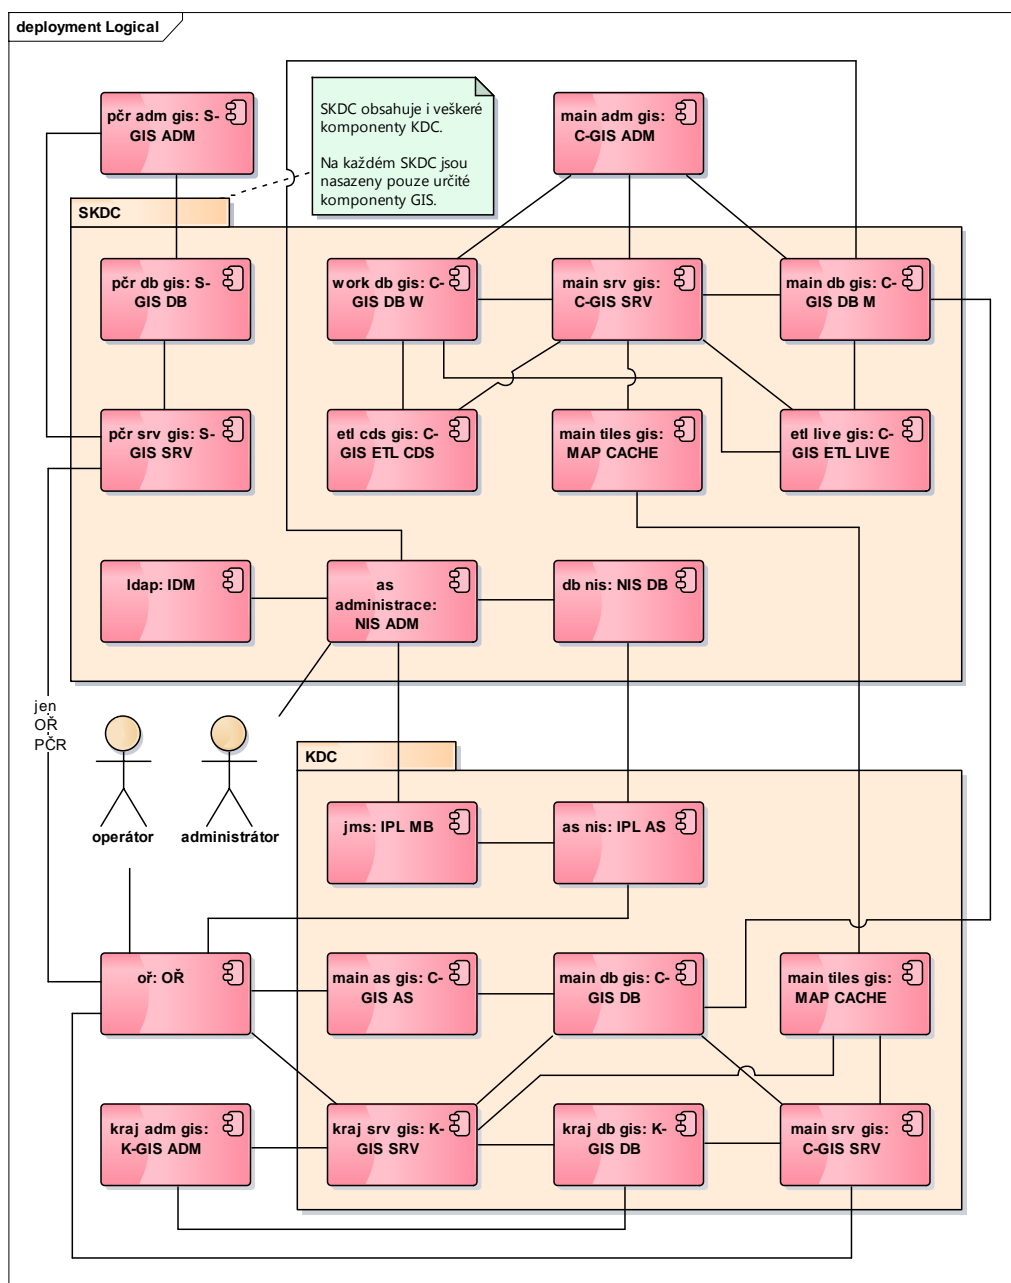 deployment Logical
pčr adm gis: S-
GIS ADM
SKDC obsahuje i veškeré
komponenty KDC.
Na každém SKDC jsou
nasazeny pouze určité
komponenty GIS.
main adm gis:
C-GIS ADM
SKDC
pčr db gis: S-
GIS DB
work db gis: C-
GIS DB W
main srv gis:
C-GIS SRV
main db gis: C-
GIS DB M
pčr srv gis: S-
GIS SRV
etl cds gis: C-
GIS ETL CDS
main tiles gis:
MAP CACHE
etl live gis: C-
GIS ETL LIVE
ldap: IDM
as
administrace:
NIS ADM
db nis: NIS DB
jen
OŘ
PČR
operátor
administrátor
KDC
jms: IPL MB
as nis: IPL AS
oř: OŘ
main as gis: C-
GIS AS
main db gis: C-
GIS DB
main tiles gis:
MAP CACHE
kraj adm gis:
K-GIS ADM
kraj srv gis: K-
GIS SRV
kraj db gis: K-
GIS DB
main srv gis:
C-GIS SRV